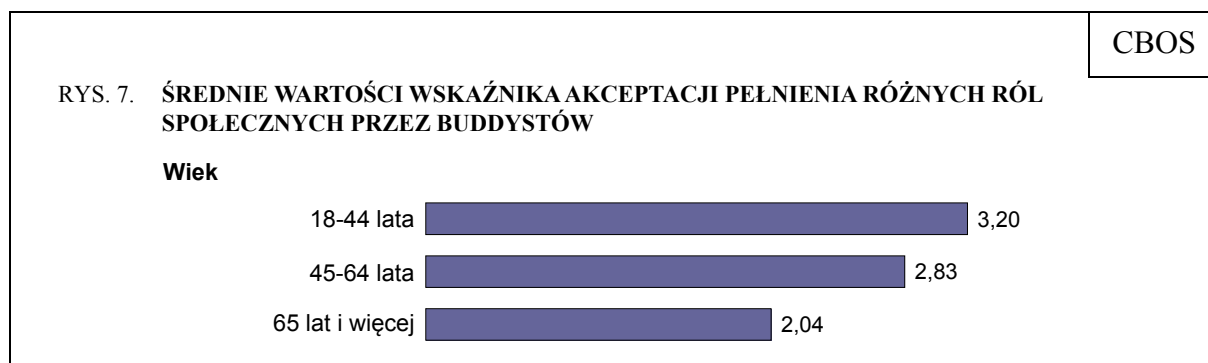 CBOS
RYS. 7. ŚREDNIE WARTOŚCI WSKAŹNIKA AKCEPTACJI PEŁNIENIA RÓŻNYCH RÓL
SPOŁECZNYCH PRZEZ BUDDYSTÓW
Wiek
18-44 lata 3,20
45-64 lata 2,83
65 lat i więcej 2,04